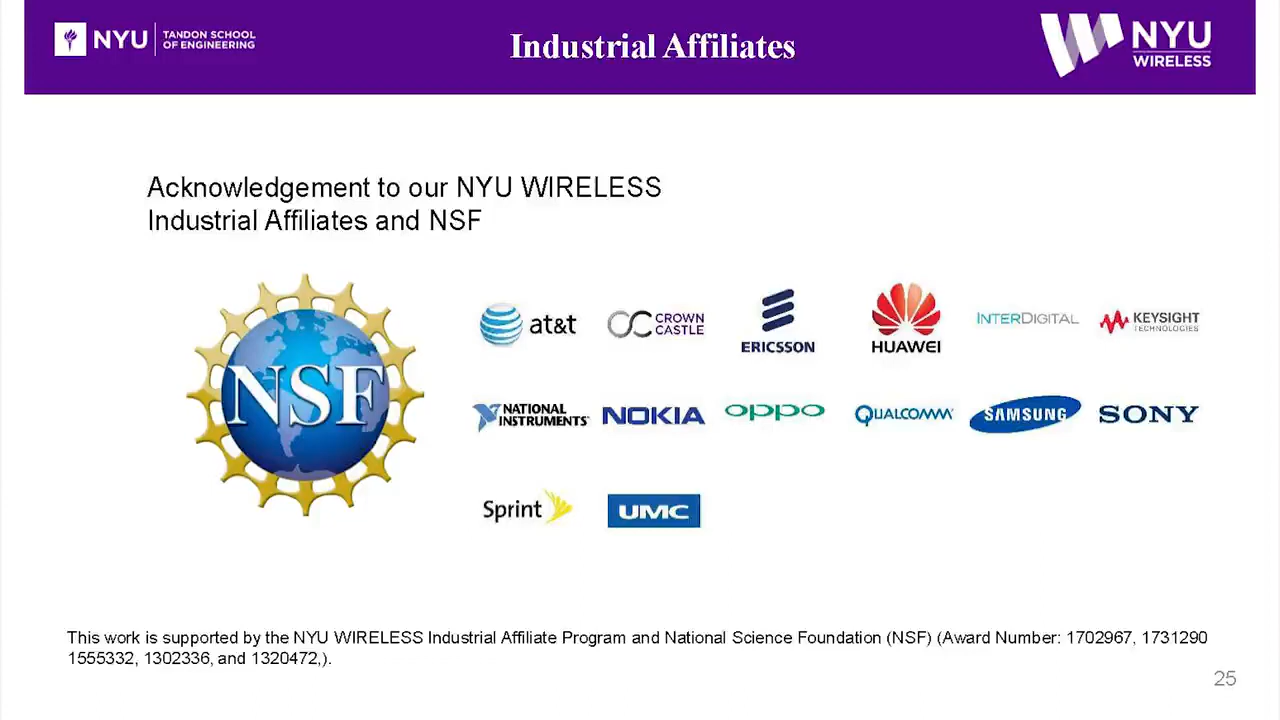 NYU TANDON SCHOOL
OF ENGINEERING
Industrial Affiliates
NYU
WIRELESS
Acknowledgement to our NYU WIRELESS
Industrial Affiliates and NSF
NSF
at&t
CROWN
CASTLE
ERICSSON
HUAWEI
INTERDIGITAL
KEYSIGHT
TECHNOLOGIES
NATIONAL
INSTRUMENTS
NOKIA
oppo
QUALCOMM
SAMSUNG
SONY
Sprint
UMC
This work is supported by the NYU WIRELESS Industrial Affiliate Program and National Science Foundation (NSF) (Award Number: 1702967, 1731290
1555332, 1302336, and 1320472,).
25